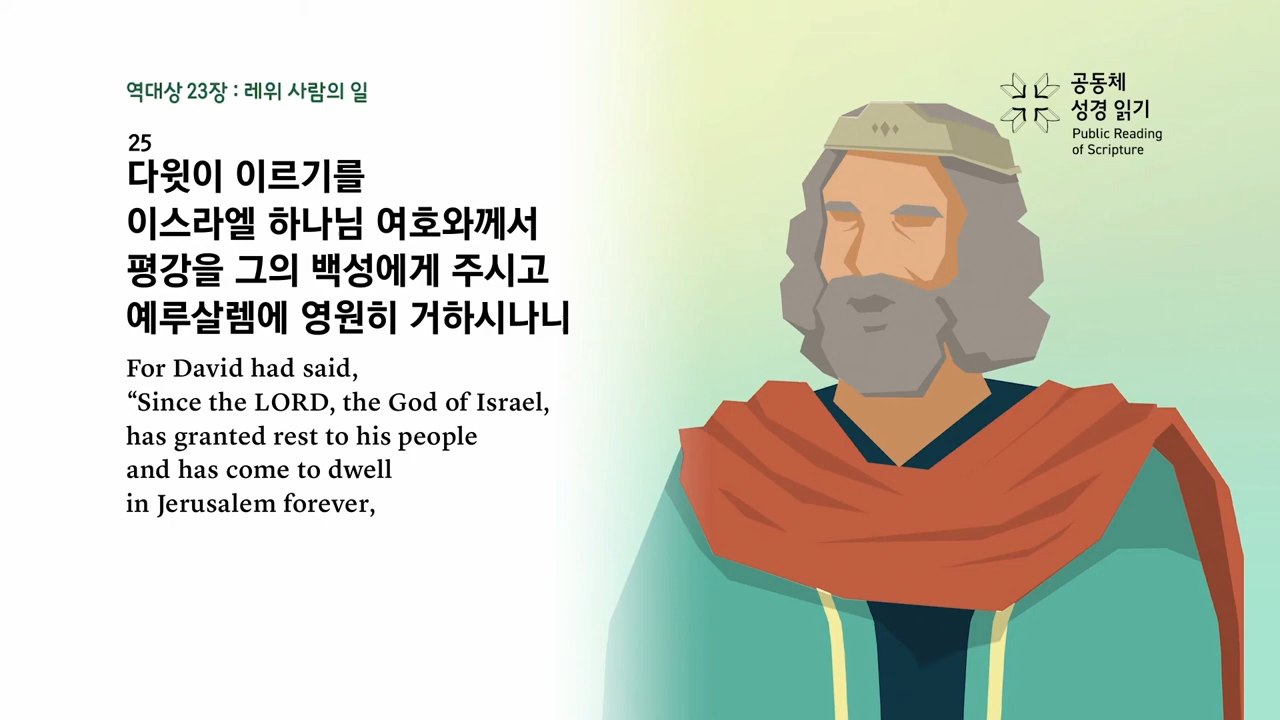 역대상 23장 : 레위 사람의 일
25
다윗이 이르기를
이스라엘 하나님 여호와께서
평강을 그의 백성에게 주시고
예루살렘에 영원히 거하시나니
For David had said,
“Since the LORD, the God of Israel,
has granted rest to his people
and has come to dwell
in Jerusalem forever,
공동체
성경 읽기
Public Reading
of Scripture